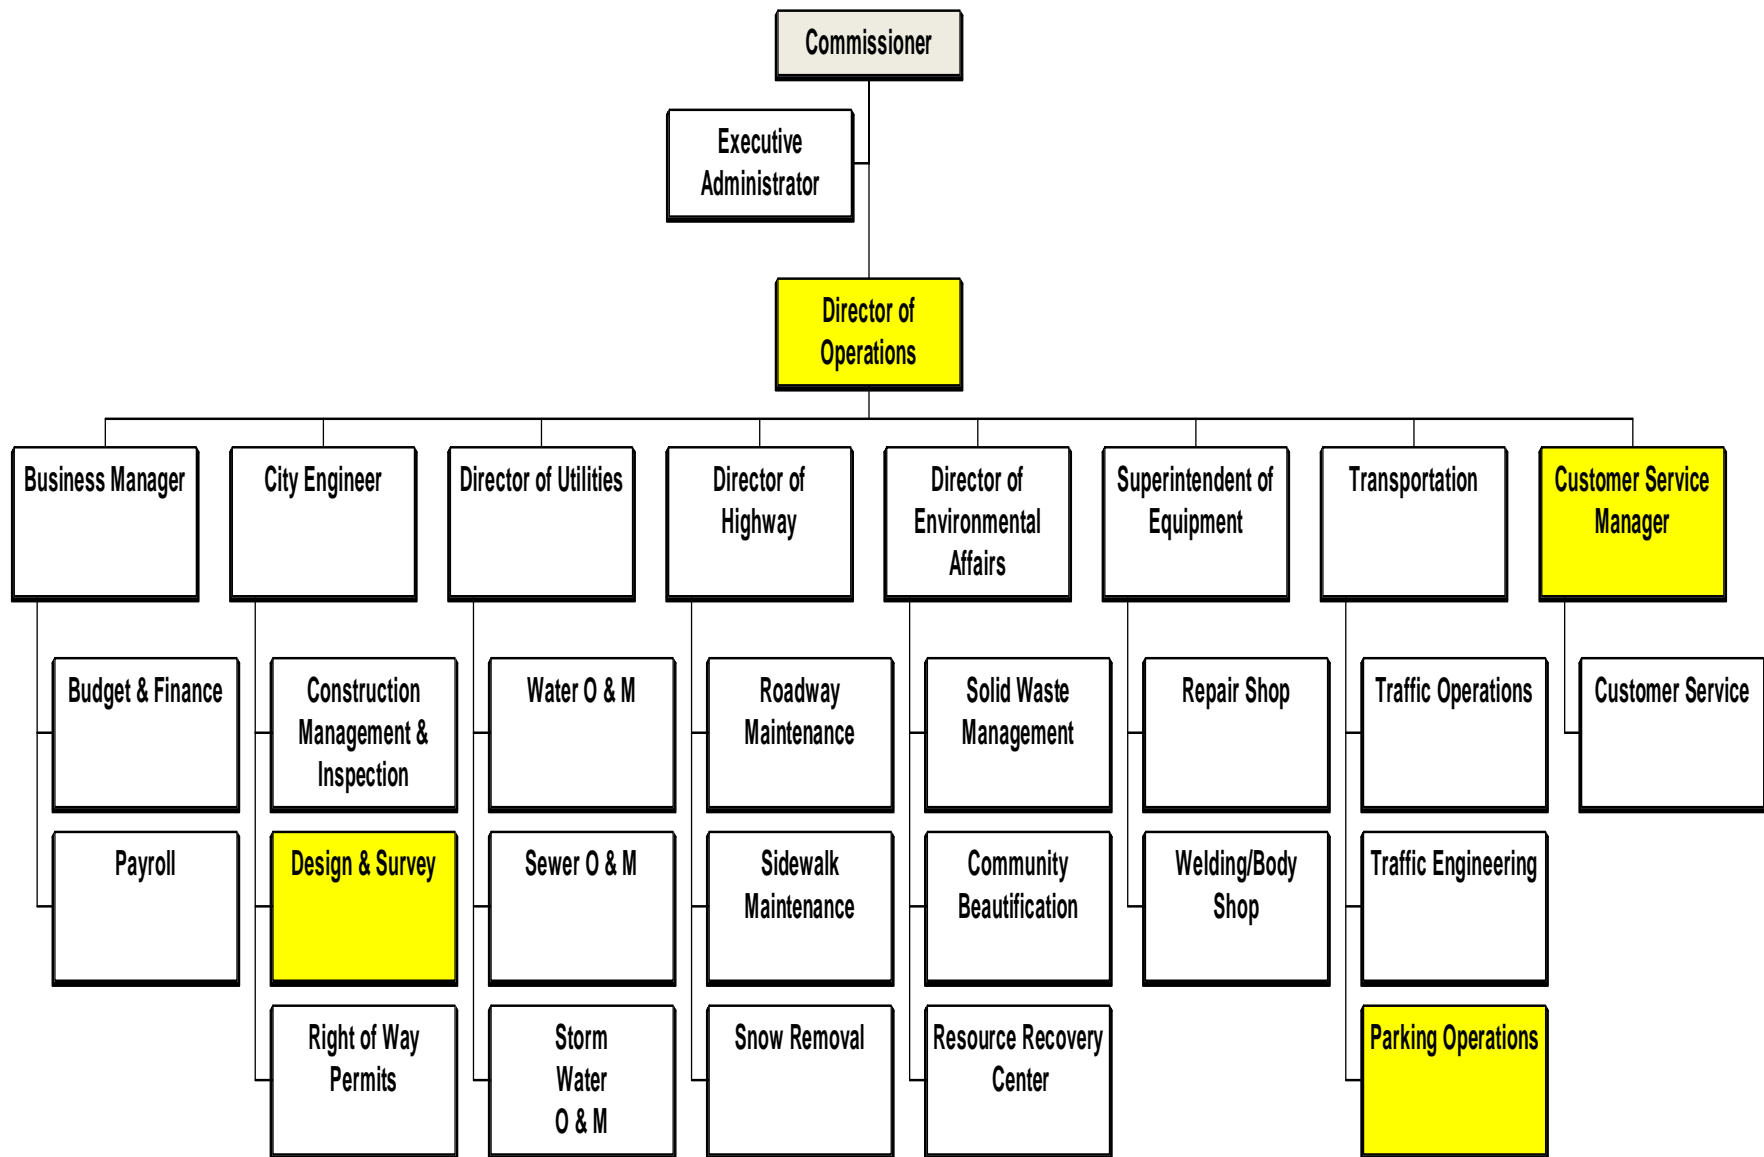 Commissioner
Executive
Administrator
Director of
Operations
Business Manager
City Engineer
Director of Utilities
Director of
Highway
Director of
Environmental
Affairs
Superintendent of
Equipment
Transportation
Customer Service
Manager
Budget & Finance
Construction
Management &
Inspection
Water O & M
Roadway
Maintenance
Solid Waste
Management
Repair Shop
Traffic Operations
Customer Service
Payroll
Design & Survey
Sewer O & M
Sidewalk
Maintenance
Community
Beautification
Welding/Body
Shop
Traffic Engineering
Right of Way
Permits
Storm
Water
O & M
Snow Removal
Resource Recovery
Center
Parking Operations